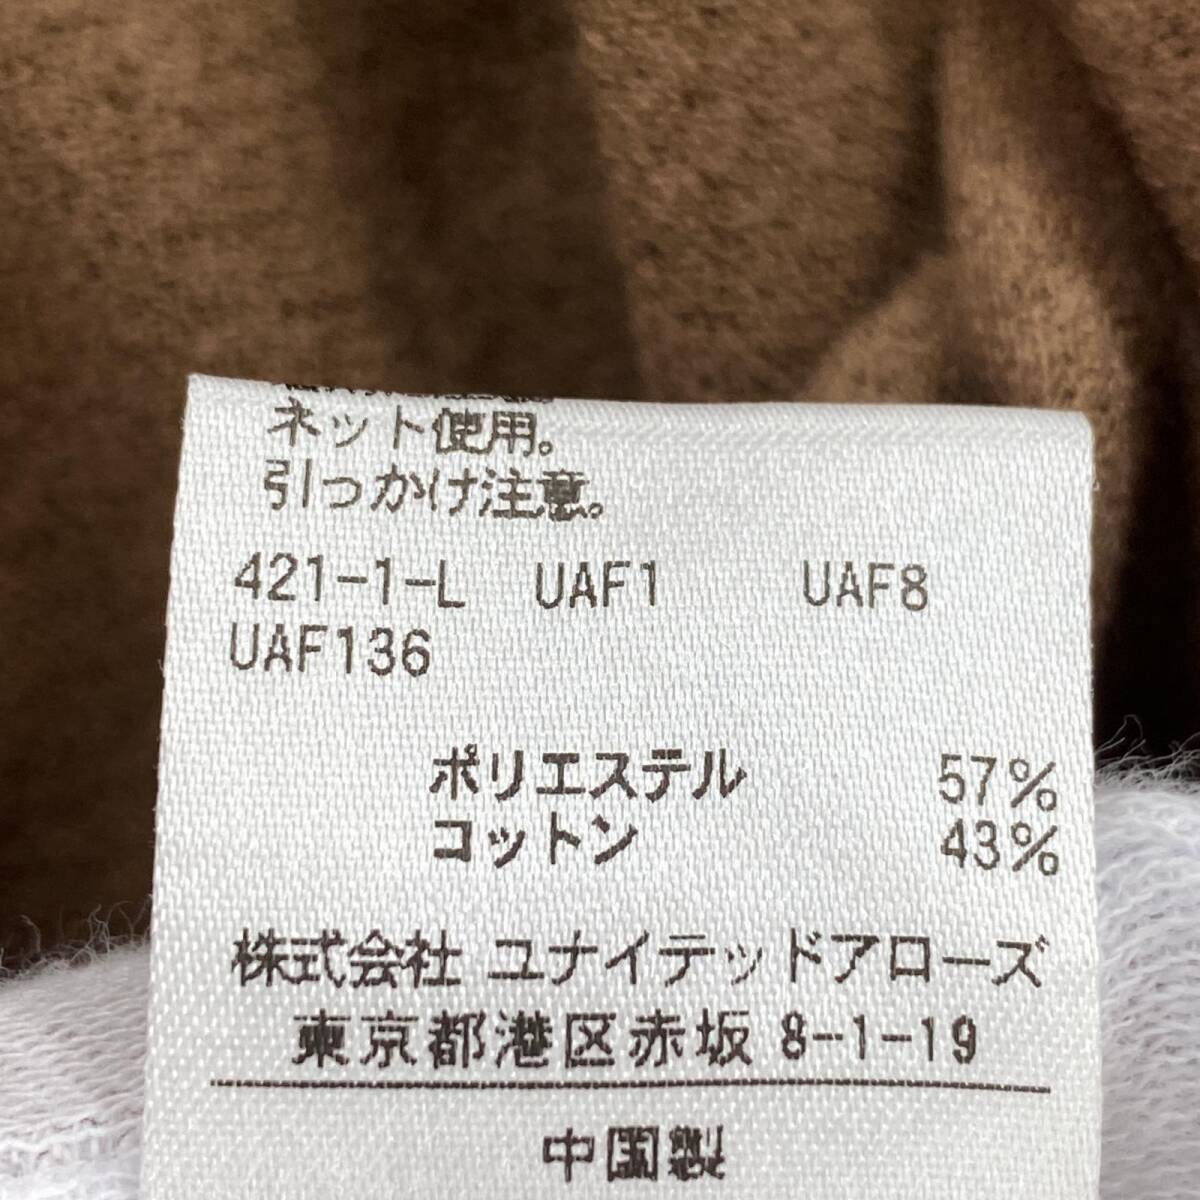 ネット使用。
引っかけ注意。
421-1-L UAF1 UAF8
UAF136
ポリエステル 57%
コットン 43%
株式会社 ユナイテッドアローズ
東京都港区赤坂 8-1-19
中国製